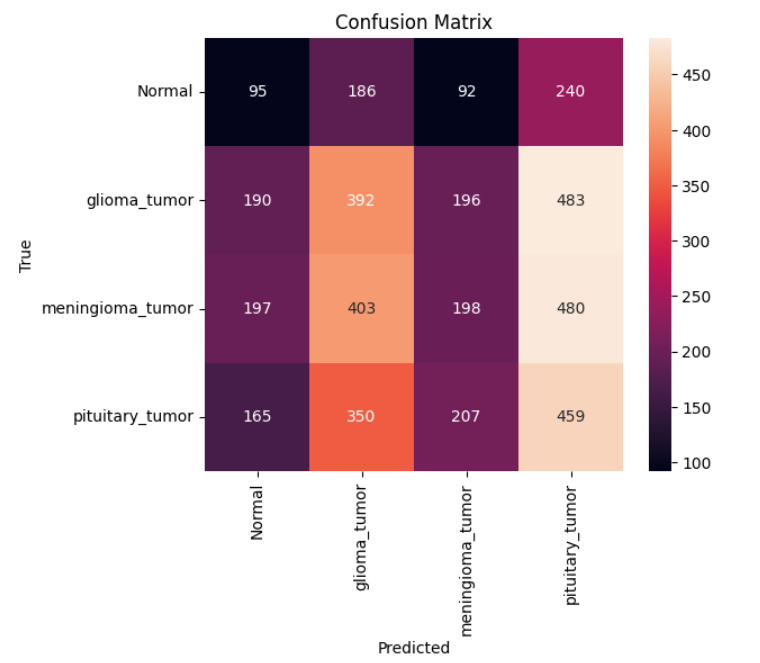 Confusion Matrix
True
Normal
95 186 92 240
glioma_tumor
190 392 196 483
meningioma_tumor
197 403 198 480
pituitary_tumor
165 350 207 459
Normal
glioma_tumor
meningioma_tumor
pituitary_tumor
Predicted
450
400
350
300
250
200
150
100